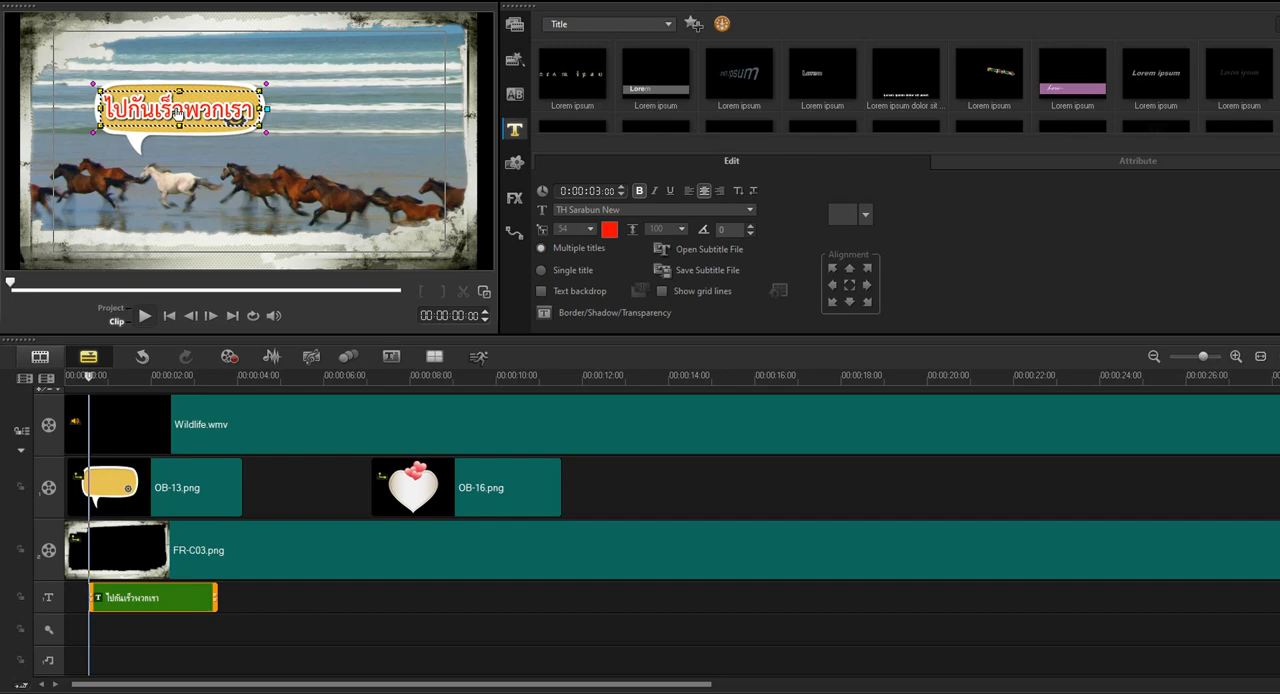 Title
ไปกันเร็วพวกเรา
Lorem ipsum
Lorem ipsum
Lorem ipsum
Lorem ipsum
Lorem ipsum dolor sit ...
Lorem ipsum
Lorem ipsum
Lorem ipsum
Lorem ipsum
Edit
Attribute
AB
T
FX
0:00:03:00
B I U
TH Sarabun New
54
100
0
Multiple titles
Open Subtitle File
Single title
Save Subtitle File
Text backdrop
Show grid lines
Border/Shadow/Transparency
Alignment
Project
Clip
00:00:00:00
00:00:02:00
00:00:04:00
00:00:06:00
00:00:08:00
00:00:10:00
00:00:12:00
00:00:14:00
00:00:16:00
00:00:18:00
00:00:20:00
00:00:22:00
00:00:24:00
00:00:26:00
Wildlife.wmv
OB-13.png
OB-16.png
FR-C03.png
ไปกันเร็วพวกเรา